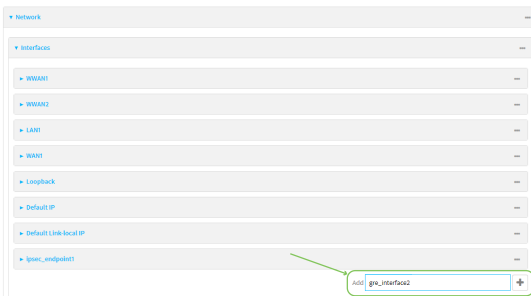 Network
Interfaces
WWAN1
WWAN2
LAN1
WAN1
Loopback
Default IP
Default Link-local IP
ipsec_endpoint1
Add gre_interface2